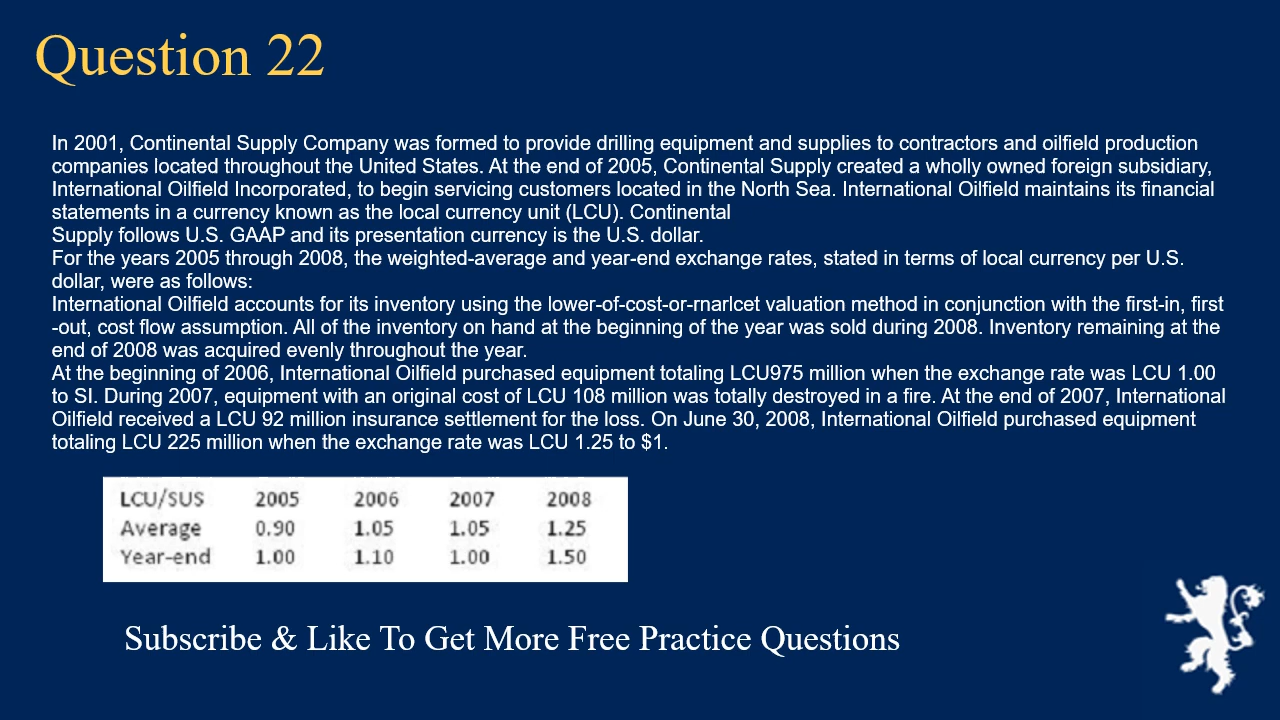 Question 22
In 2001, Continental Supply Company was formed to provide drilling equipment and supplies to contractors and oilfield production
companies located throughout the United States. At the end of 2005, Continental Supply created a wholly owned foreign subsidiary,
International Oilfield Incorporated, to begin servicing customers located in the North Sea. International Oilfield maintains its financial
statements in a currency known as the local currency unit (LCU). Continental
Supply follows U.S. GAAP and its presentation currency is the U.S. dollar.
For the years 2005 through 2008, the weighted-average and year-end exchange rates, stated in terms of local currency per U.S.
dollar, were as follows:
International Oilfield accounts for its inventory using the lower-of-cost-or-rnarlcet valuation method in conjunction with the first-in, first
-out, cost flow assumption. All of the inventory on hand at the beginning of the year was sold during 2008. Inventory remaining at the
end of 2008 was acquired evenly throughout the year.
At the beginning of 2006, International Oilfield purchased equipment totaling LCU975 million when the exchange rate was LCU 1.00
to SI. During 2007, equipment with an original cost of LCU 108 million was totally destroyed in a fire. At the end of 2007, International
Oilfield received a LCU 92 million insurance settlement for the loss. On June 30, 2008, International Oilfield purchased equipment
totaling LCU 225 million when the exchange rate was LCU 1.25 to $1.
LCU/SUS 2005 2006 2007 2008
Average 0.90 1.05 1.05 1.25
Year-end 1.00 1.10 1.00 1.50
Subscribe & Like To Get More Free Practice Questions